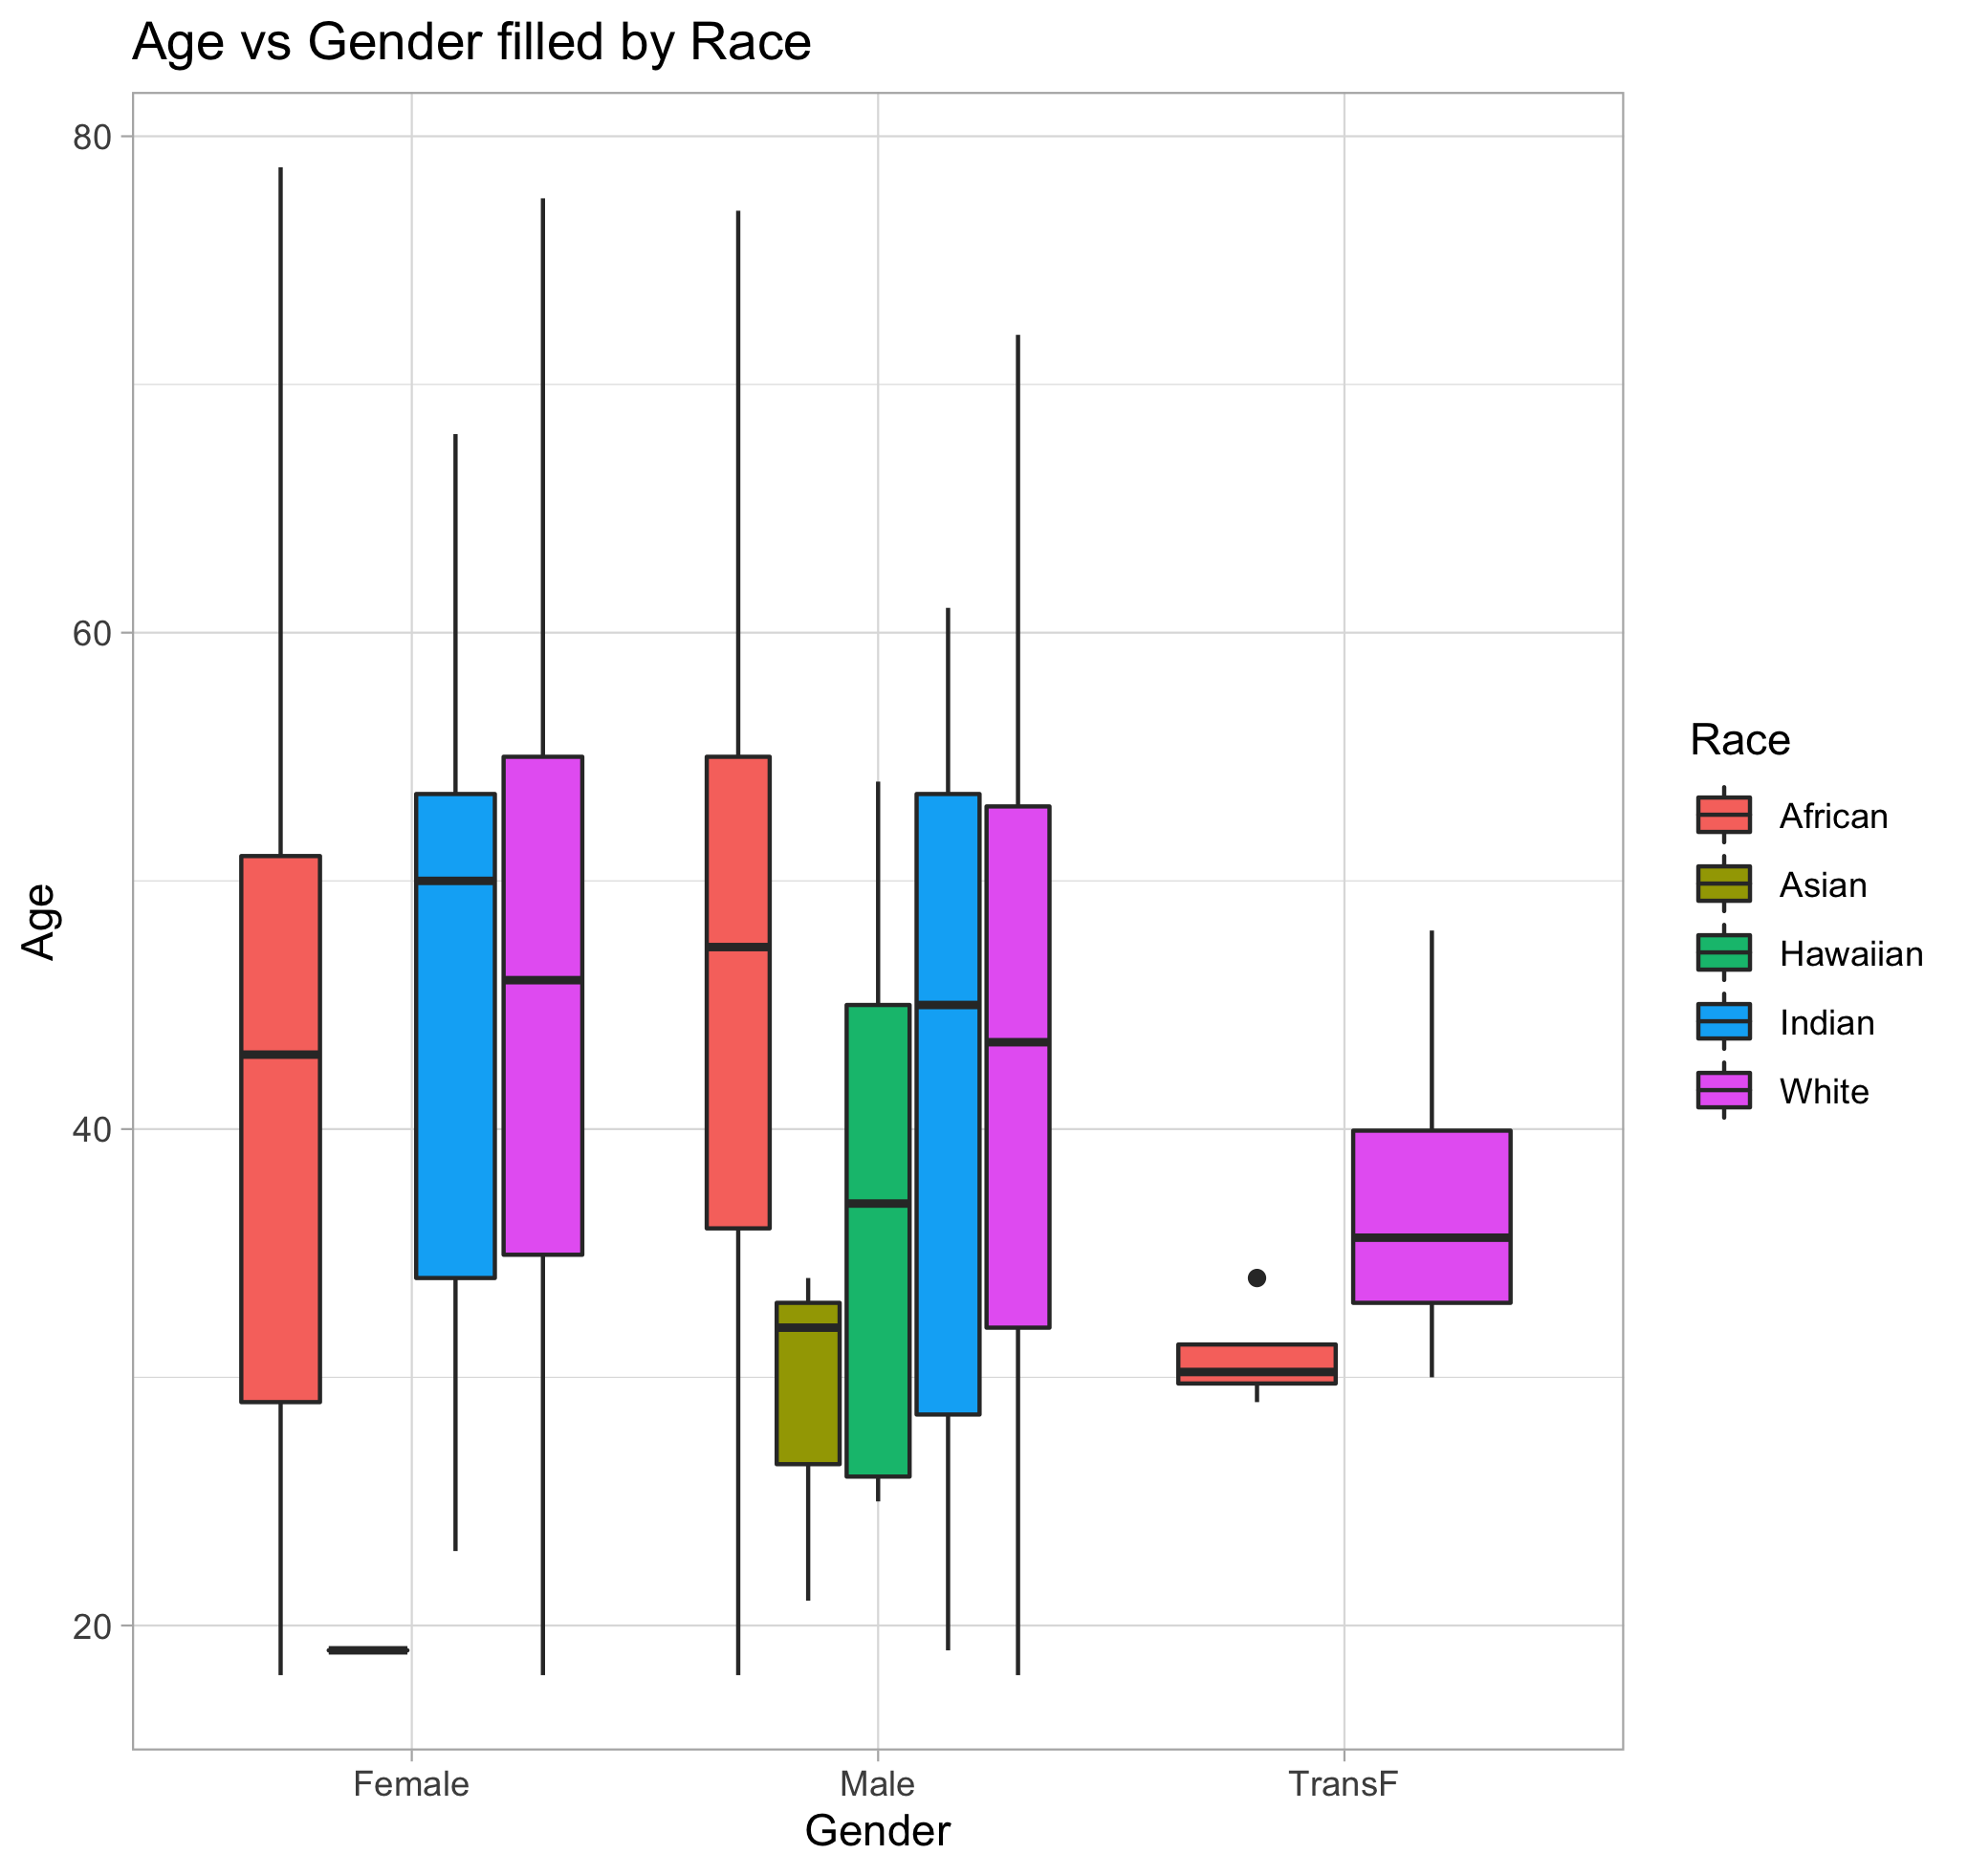 Age vs Gender filled by Race
80
60
40
20
Age
Female
Male
TransF
Gender
Race
African
Asian
Hawaiian
Indian
White